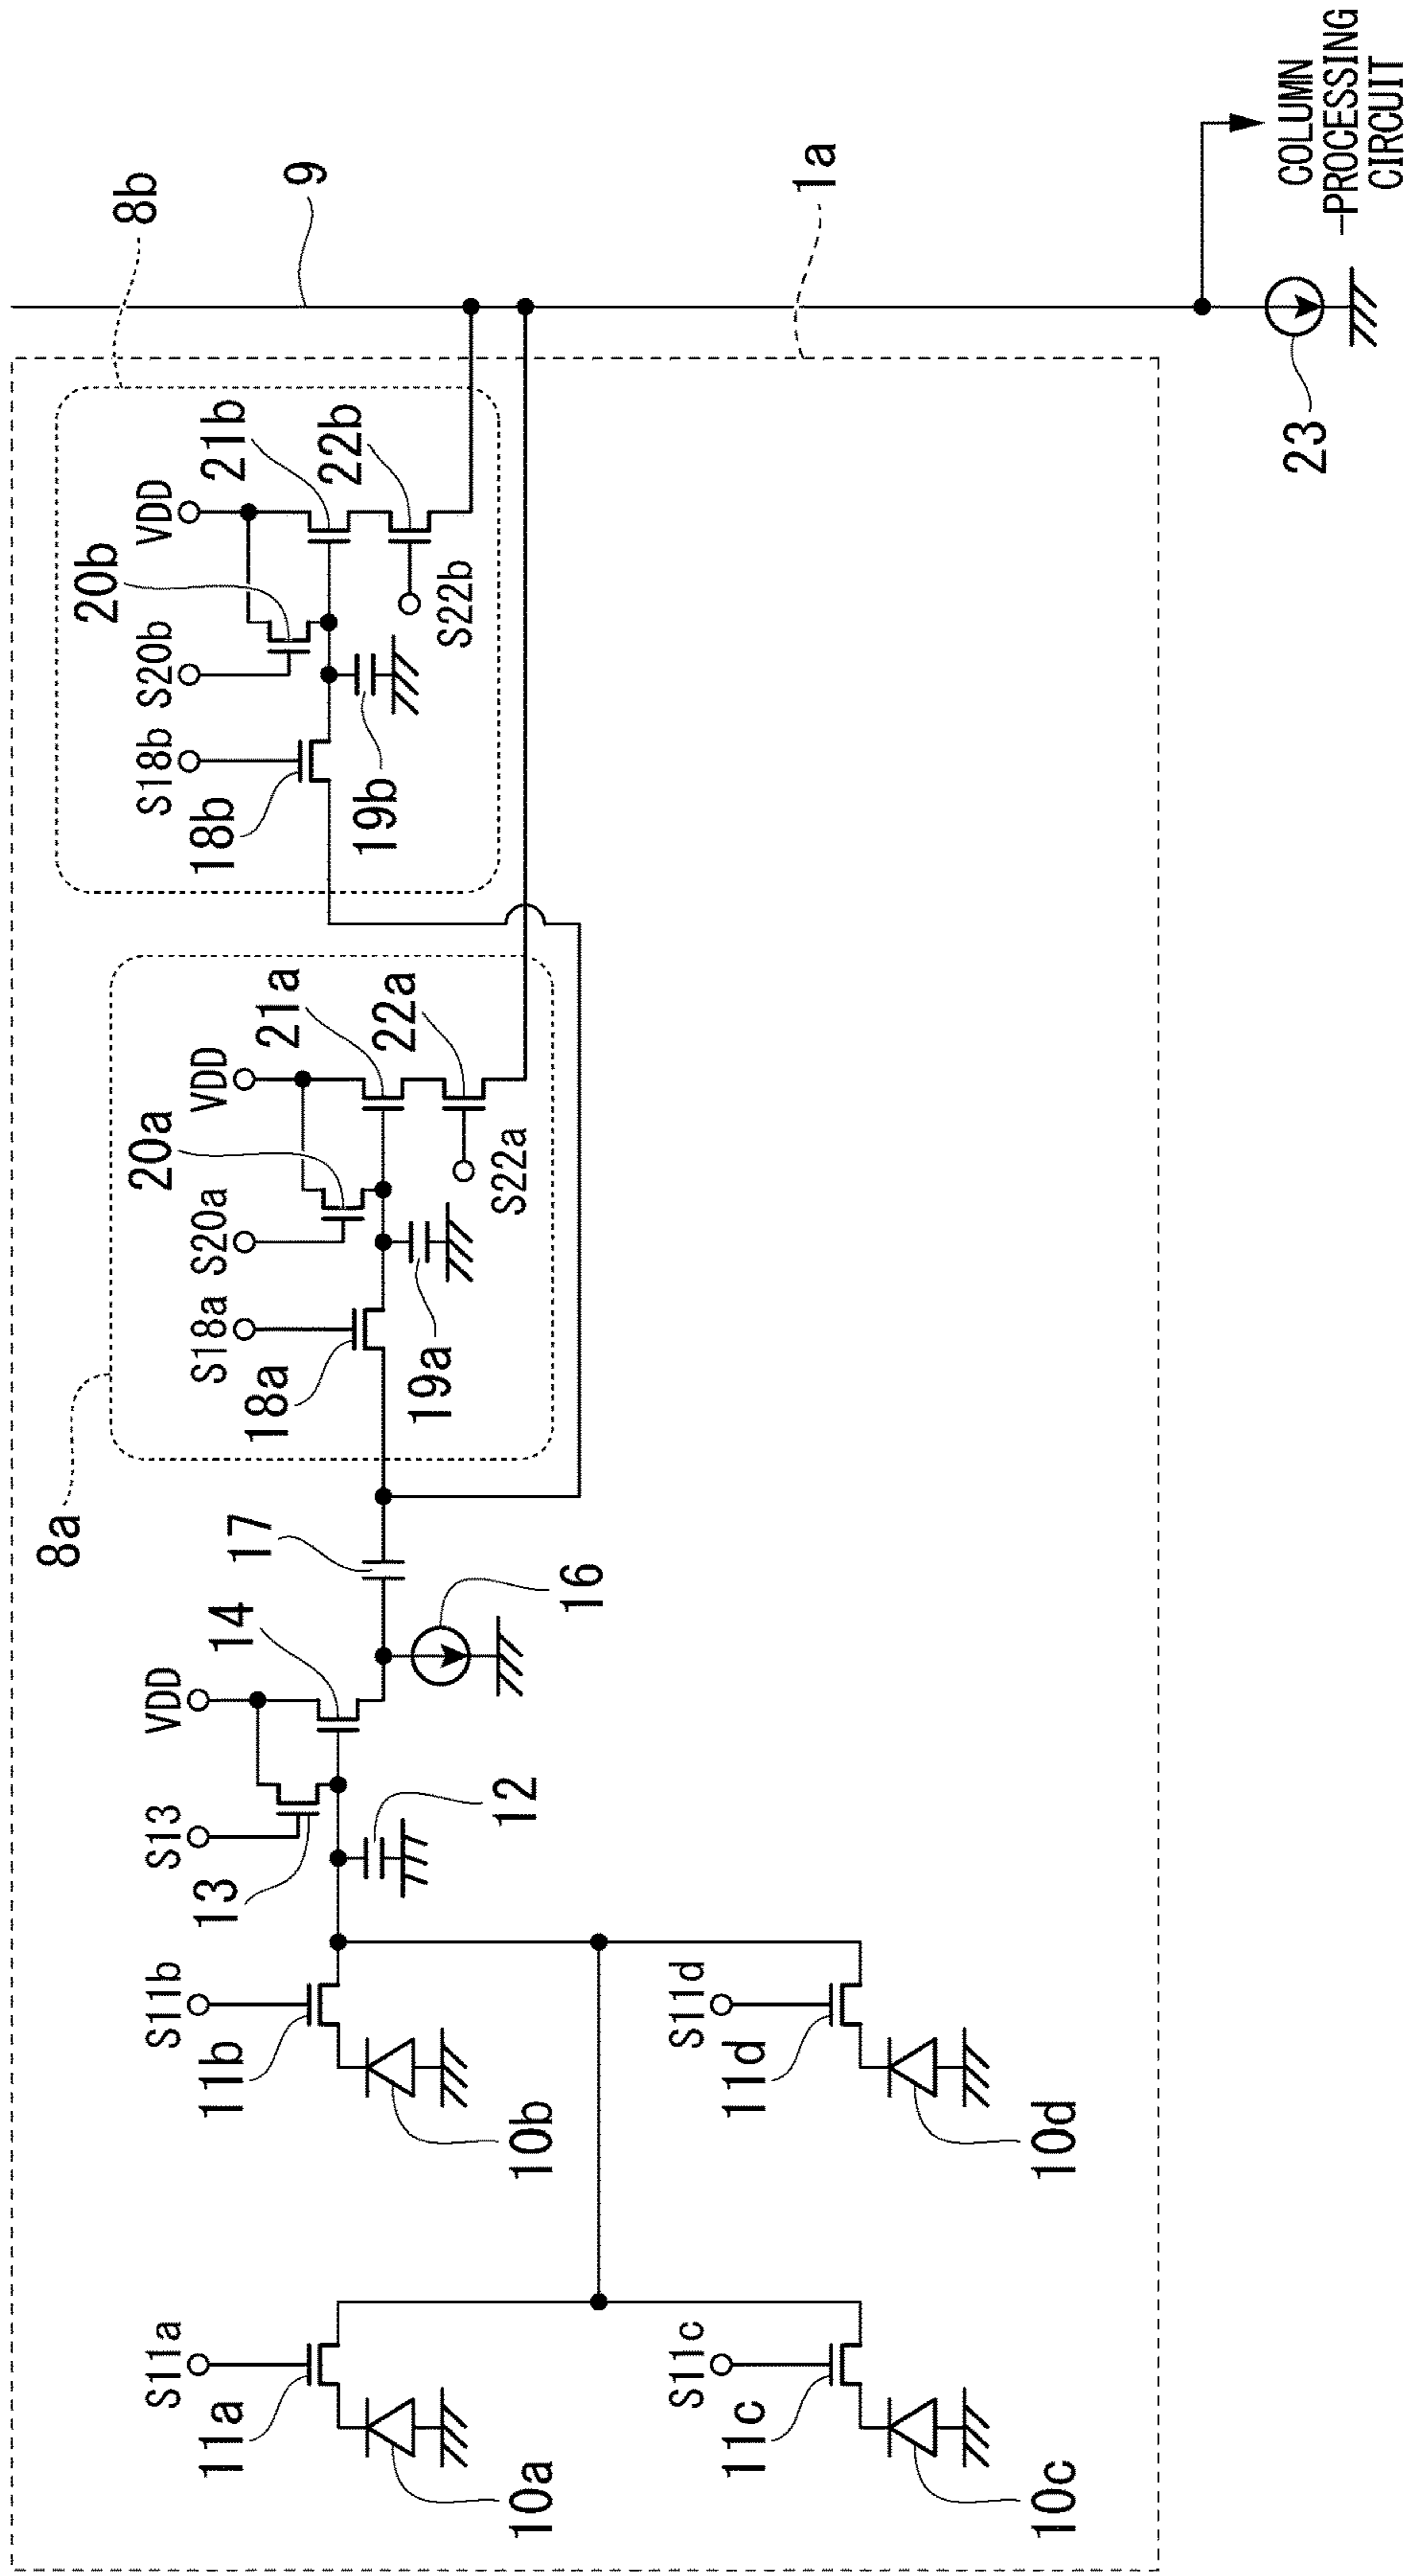 8b
9
1a
COLUMN
-PROCESSING
CIRCUIT
VDD
21b
22b
20b
S20b
S22b
S18b
18b
19b
23
8a
VDD
21a
22a
20a
S20a
S22a
S18a
18a
19a
17
16
14
VDD
S13
13
12
S11b
11b
10b
S11d
11d
10d
S11a
11a
10a
S11c
11c
10c